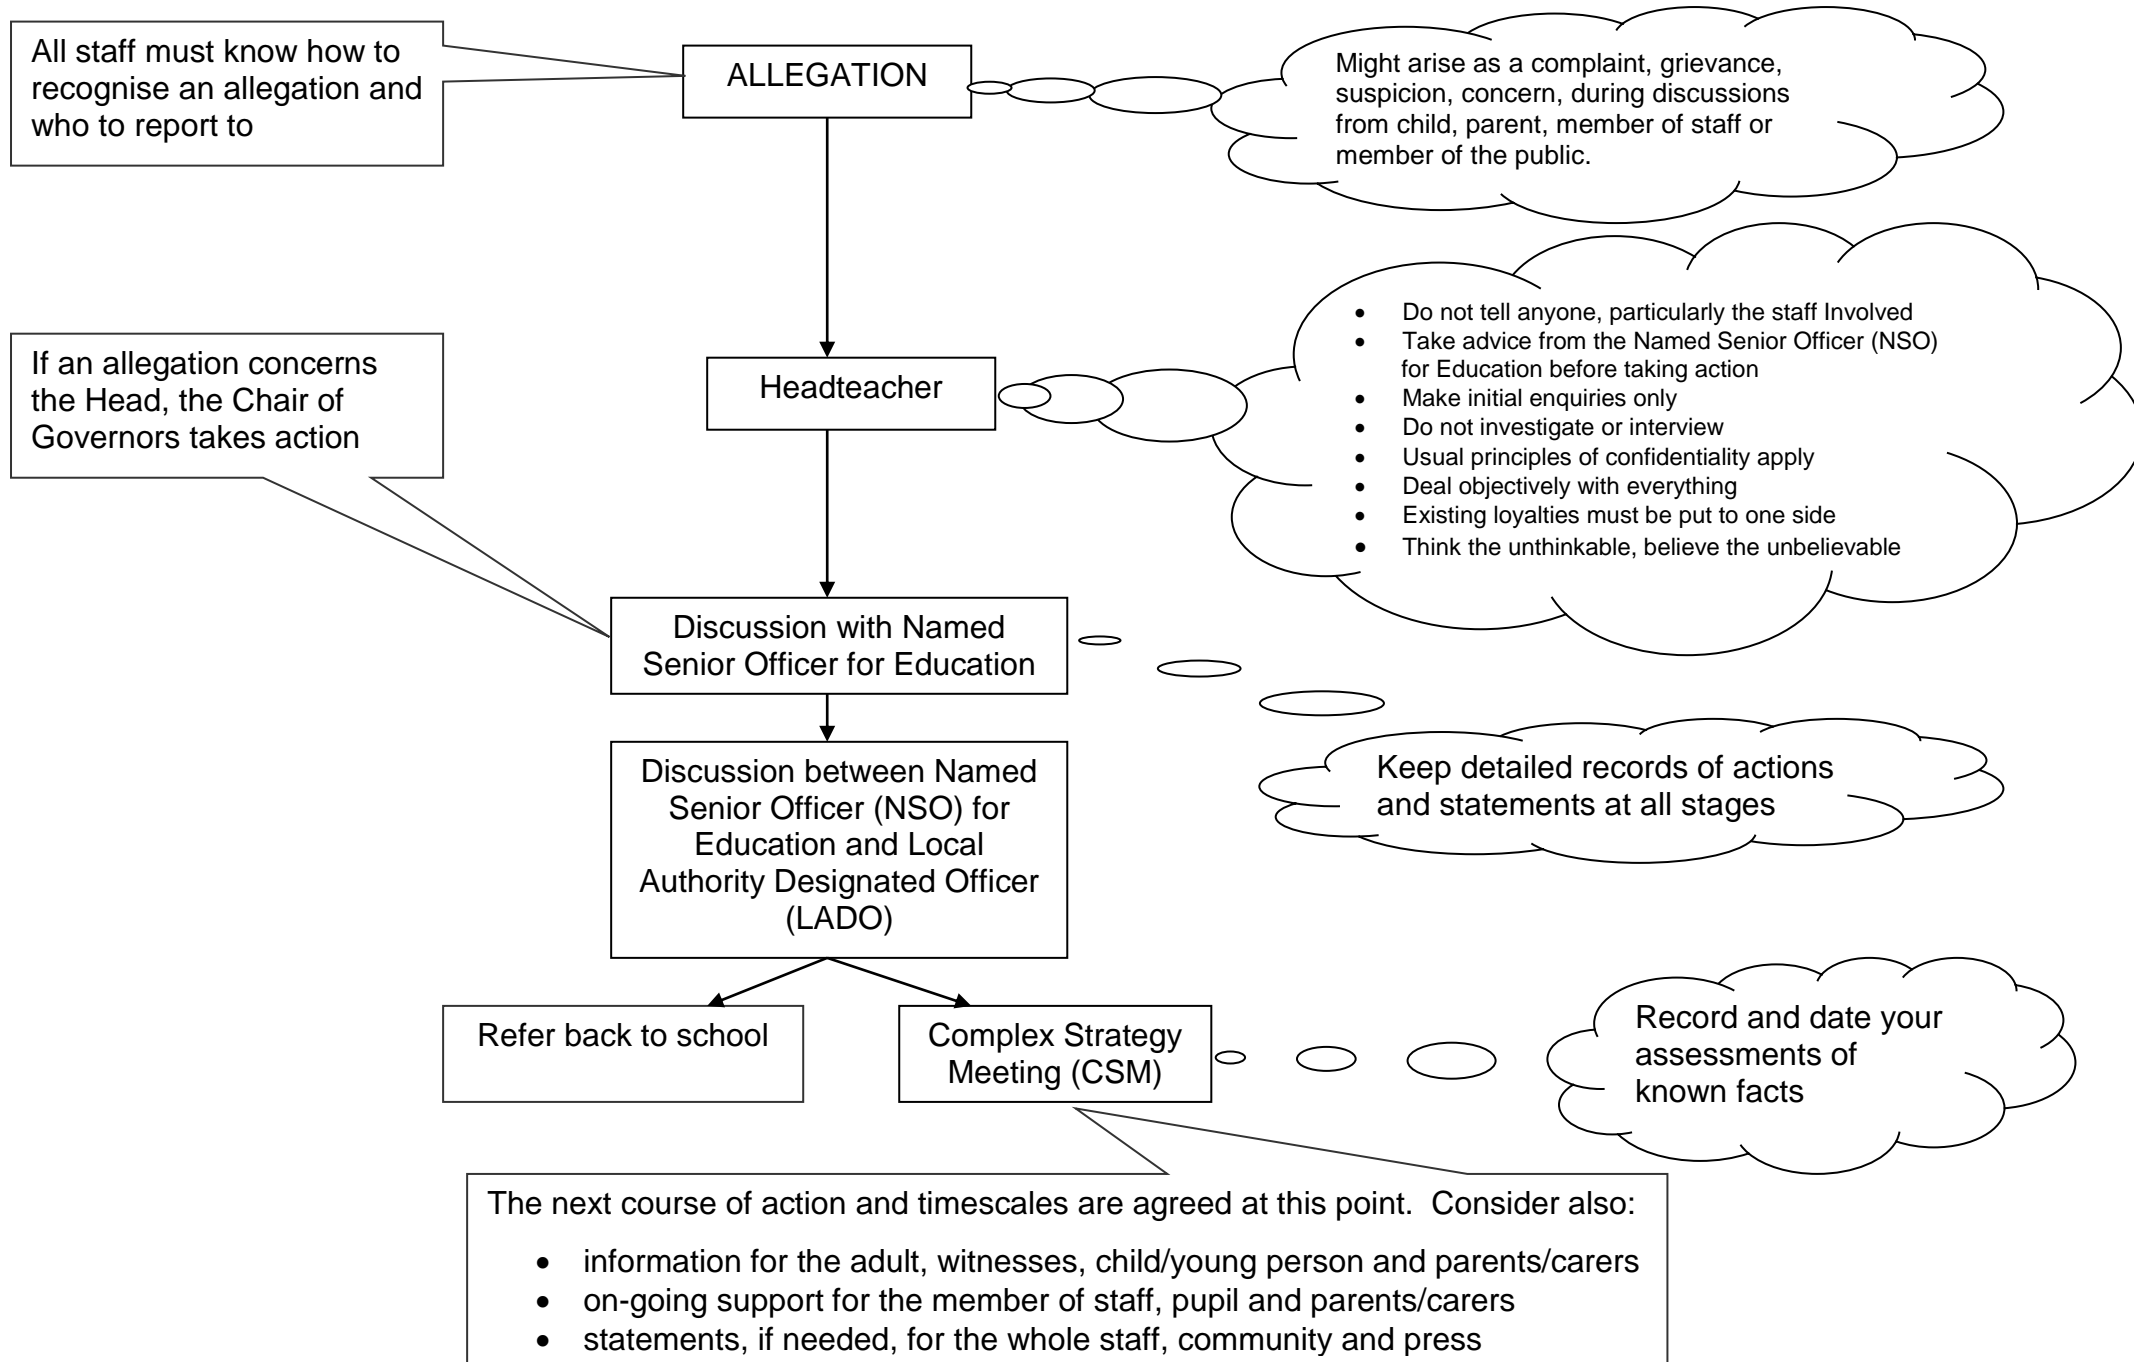 All staff must know how to
recognise an allegation and
who to report to
ALLEGATION
Might arise as a complaint, grievance,
suspicion, concern, during discussions
from child, parent, member of staff or
member of the public.
If an allegation concerns
the Head, the Chair of
Governors takes action
Headteacher
• Do not tell anyone, particularly the staff Involved
• Take advice from the Named Senior Officer (NSO)
for Education before taking action
• Make initial enquiries only
• Do not investigate or interview
• Usual principles of confidentiality apply
• Deal objectively with everything
• Existing loyalties must be put to one side
• Think the unthinkable, believe the unbelievable
Discussion with Named
Senior Officer for Education
Discussion between Named
Senior Officer (NSO) for
Education and Local
Authority Designated Officer
(LADO)
Keep detailed records of actions
and statements at all stages
Refer back to school
Complex Strategy
Meeting (CSM)
Record and date your
assessments of
known facts
The next course of action and timescales are agreed at this point.  Consider also:
• information for the adult, witnesses, child/young person and parents/carers
• on-going support for the member of staff, pupil and parents/carers
• statements, if needed, for the whole staff, community and press